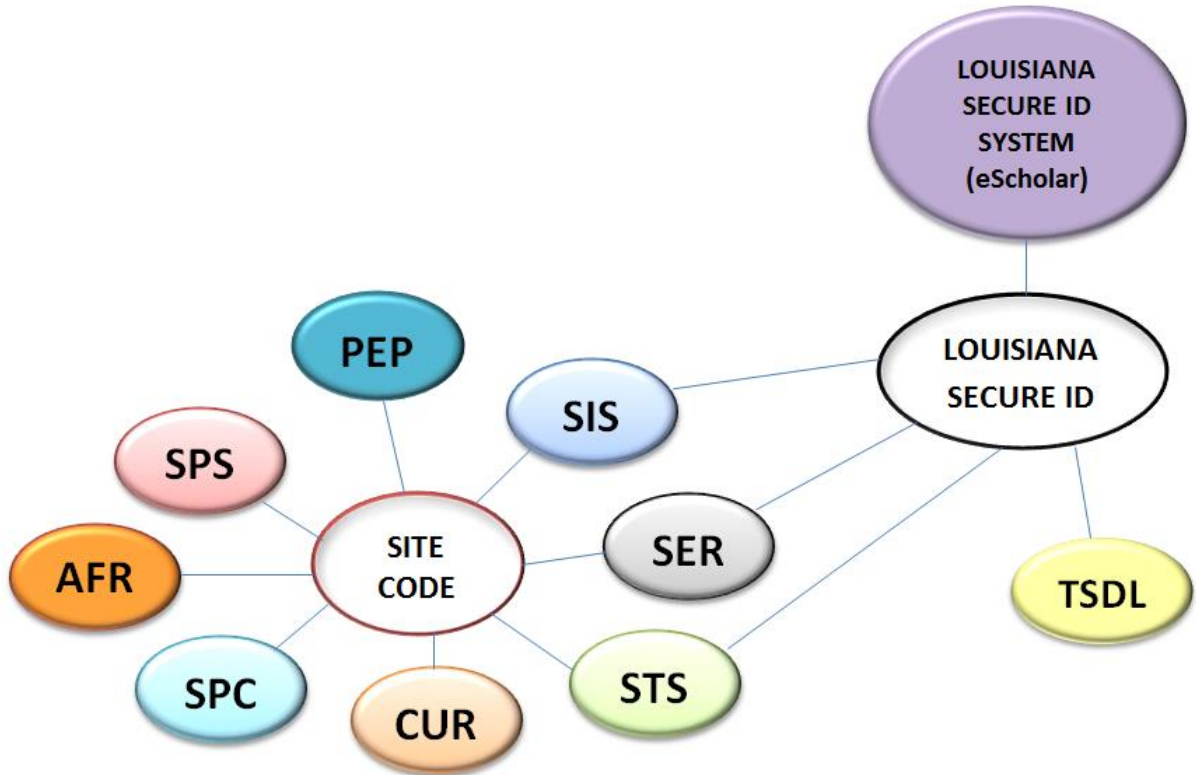 LOUISIANA
SECURE ID
SYSTEM
(eScholar)
PEP
LOUISIANA
SECURE ID
SIS
SPS
SITE
CODE
SER
AFR
TSDL
SPC
STS
CUR